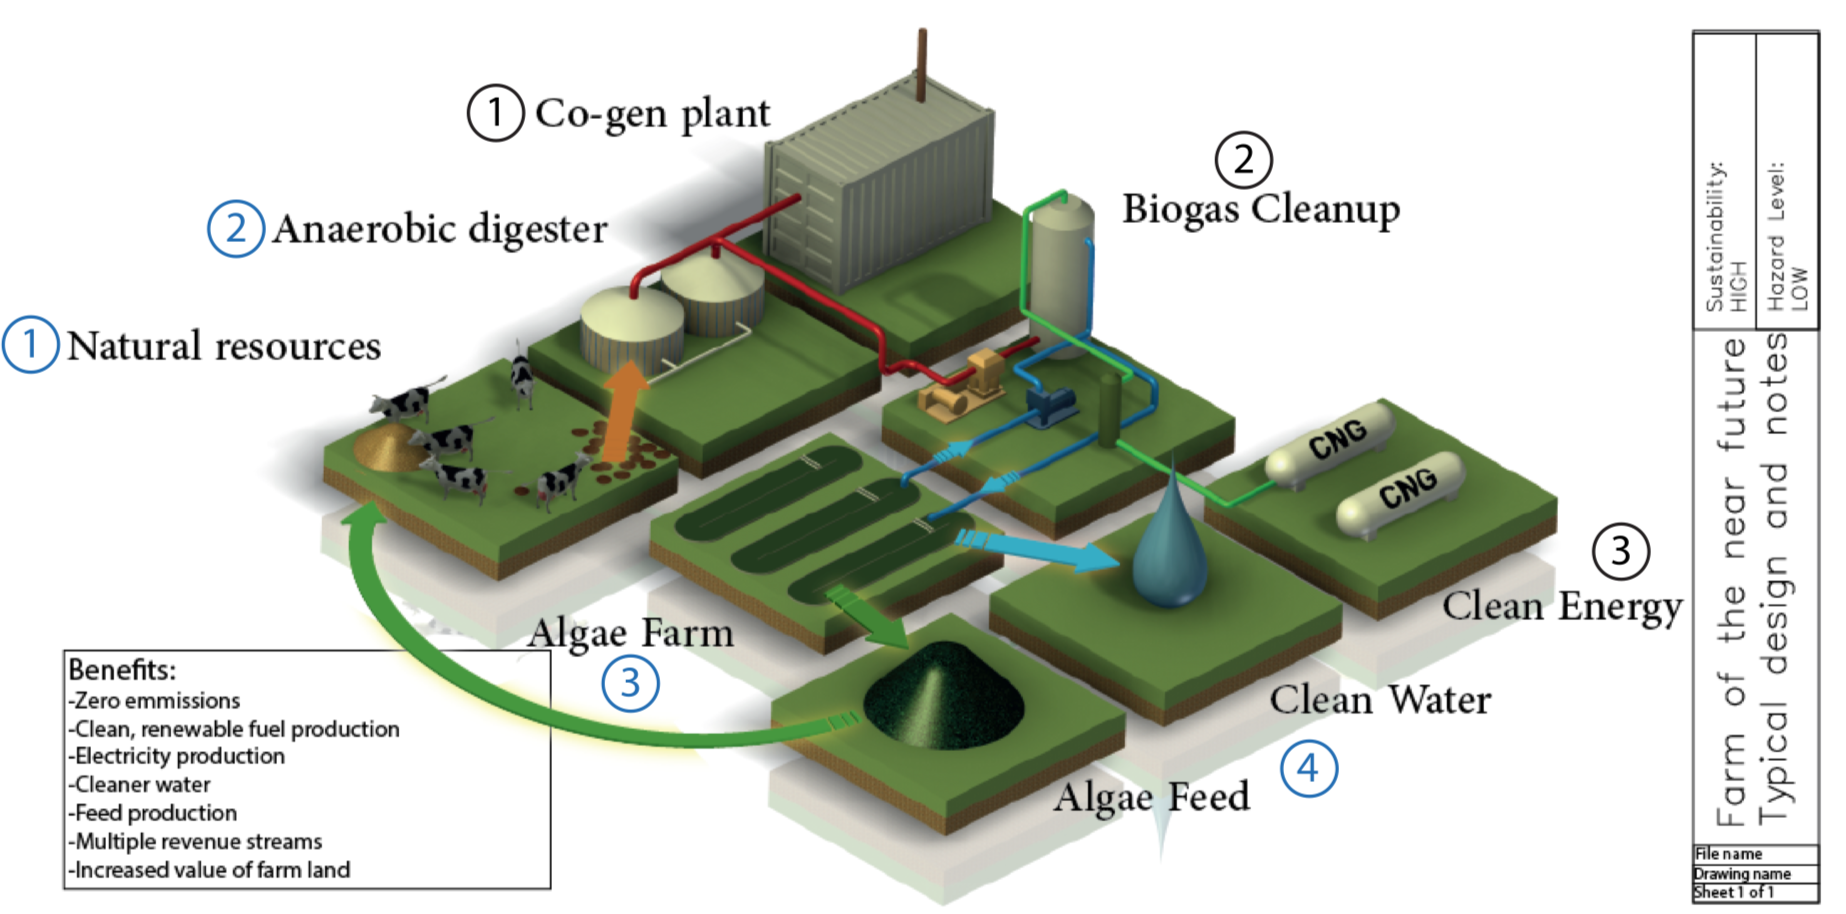 1 Co-gen plant
2
Biogas Cleanup
2 Anaerobic digester
1 Natural resources
CNG
CNG
3
Clean Energy
Algae Farm
3
Clean Water
4
Algae Feed
Benefits:
-Zero emmissions
-Clean, renewable fuel production
-Electricity production
-Cleaner water
-Feed production
-Multiple revenue streams
-Increased value of farm land
Sustainability:
HIGH
Hazard Level:
LOW
Farm of the near future
Typical design and notes
File name
Drawing name
Sheet 1 of 1